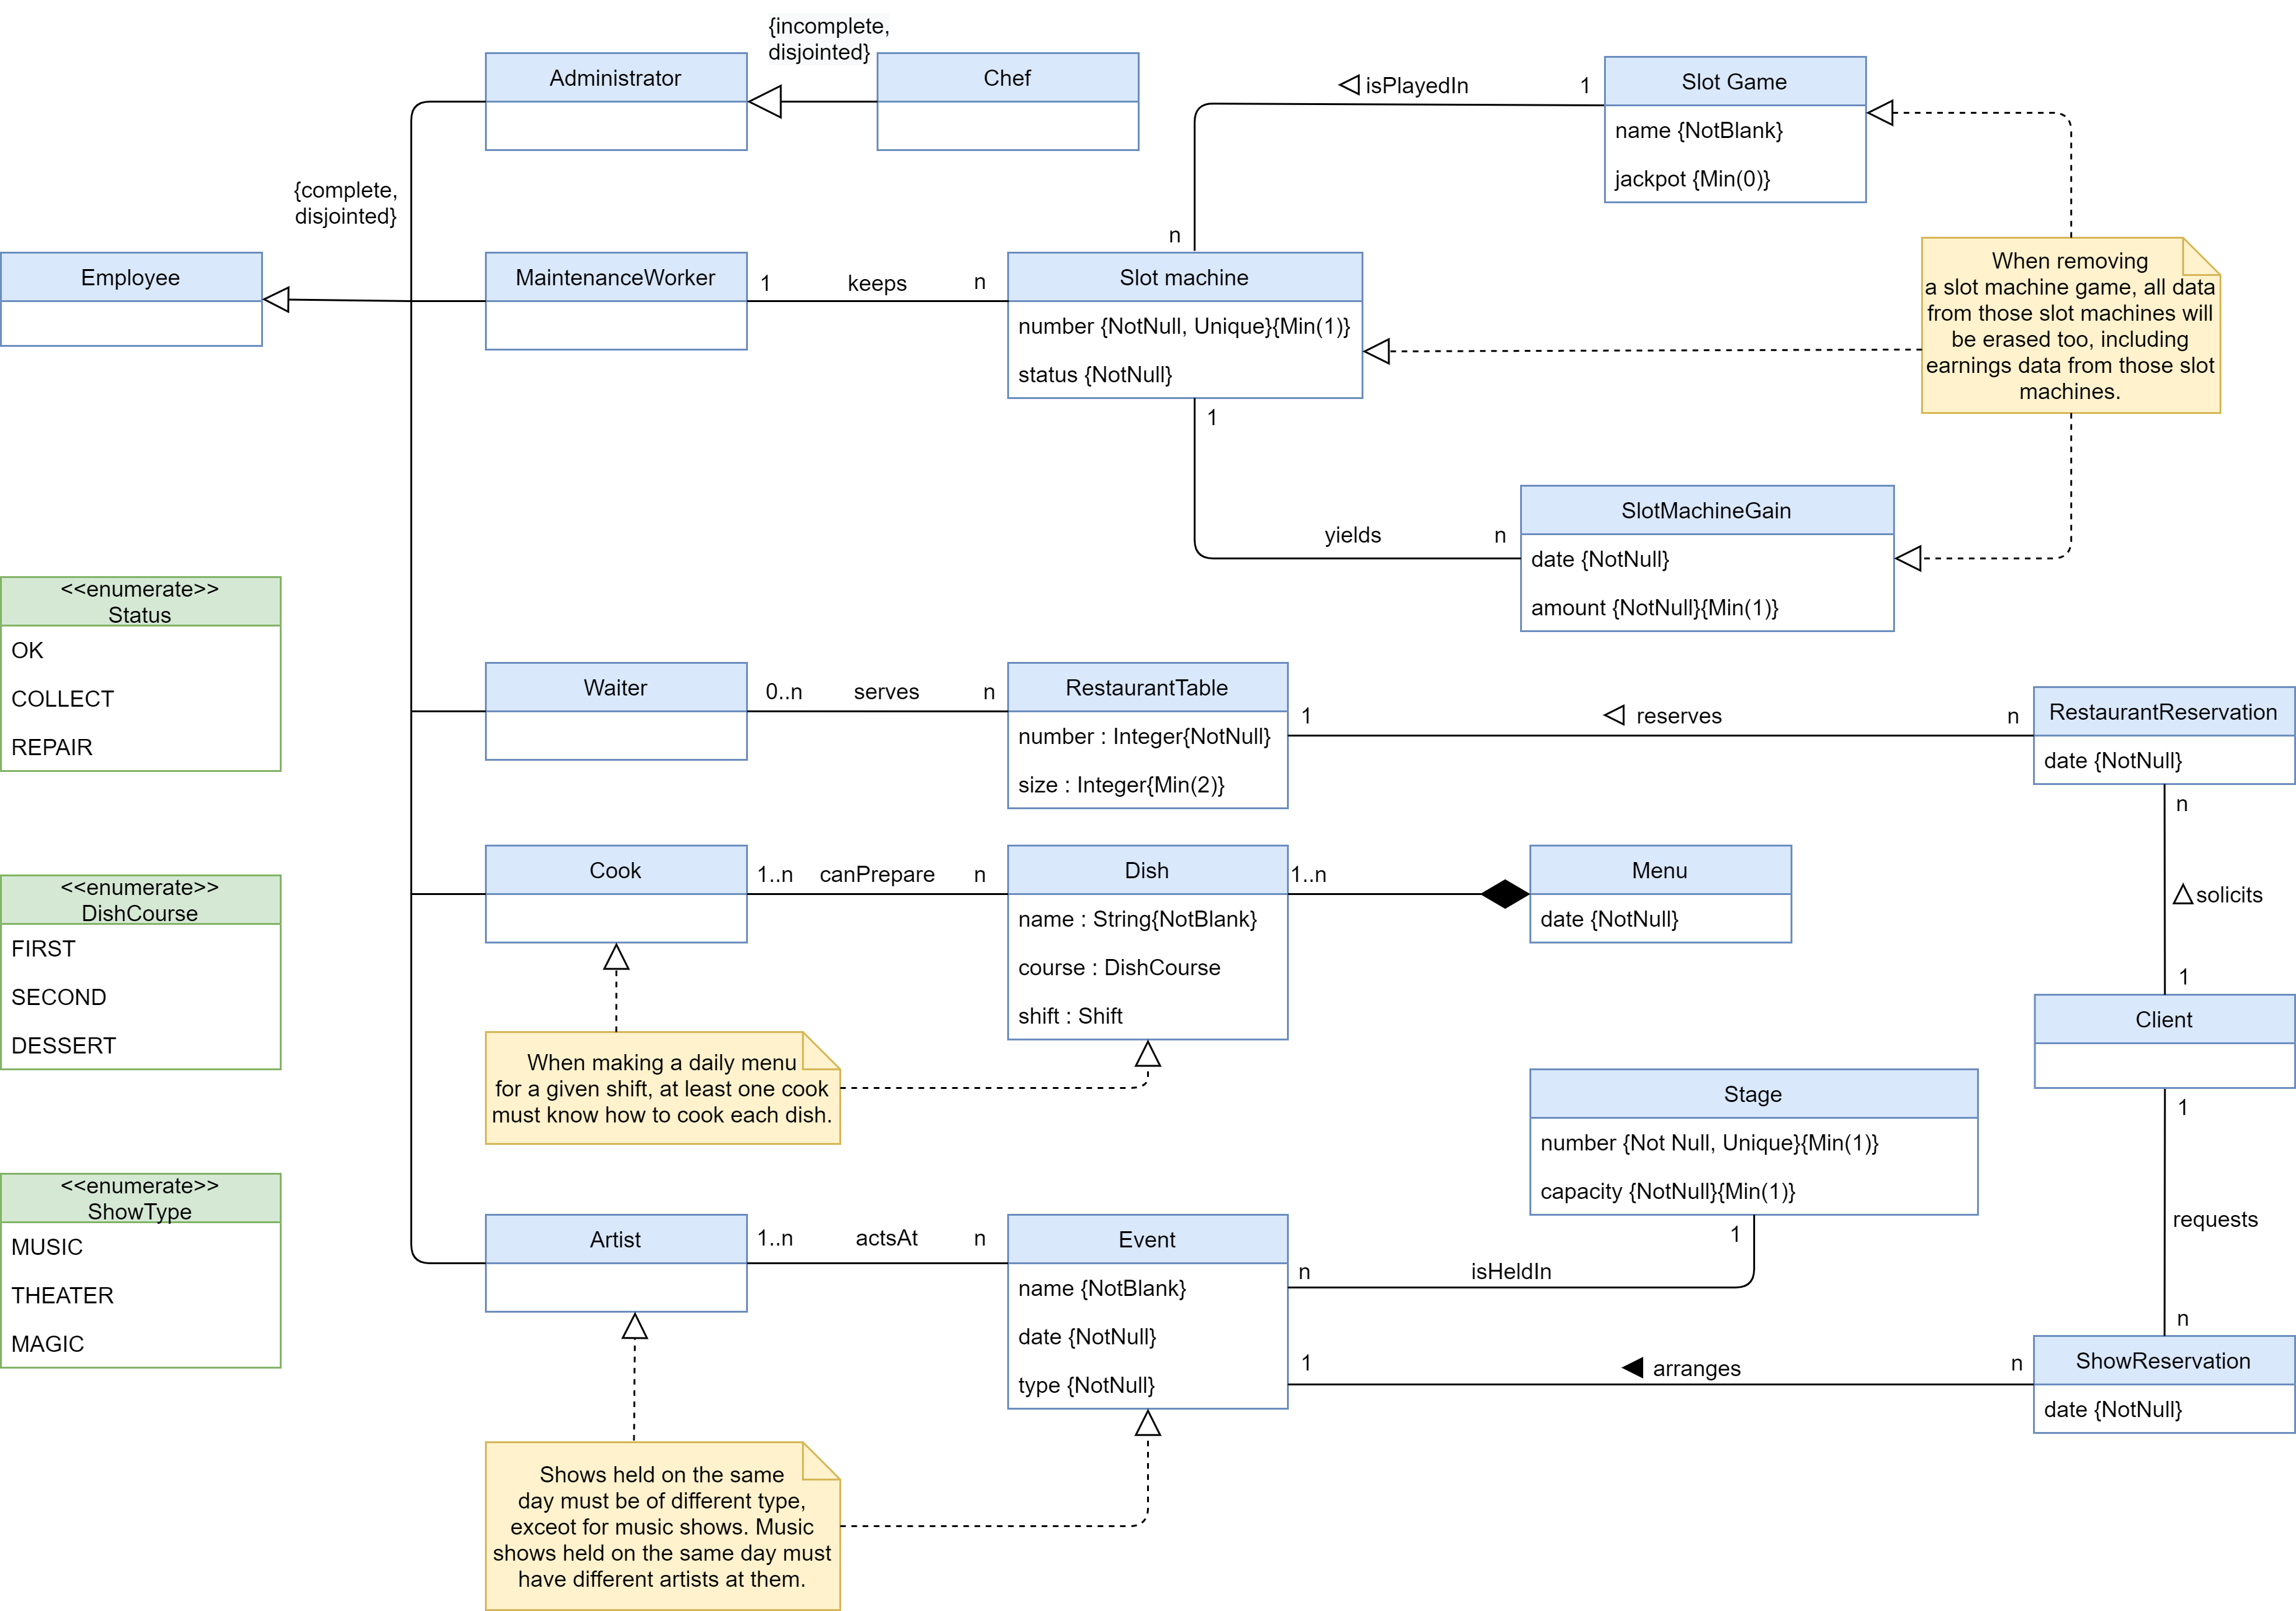 {incomplete,
disjointed}
Administrator
Chef
isPlayedIn
1
Slot Game
name {NotBlank}
jackpot {Min(0)}
{complete,
disjointed}
n
Employee
MaintenanceWorker
1
keeps
n
Slot machine
number {NotNull, Unique}{Min(1)}
status {NotNull}
1
When removing
a slot machine game, all data
from those slot machines will
be erased too, including
earnings data from those slot
machines.
yields
n
SlotMachineGain
date {NotNull}
amount {NotNull}{Min(1)}
<<enumerate>>
Status
OK
COLLECT
REPAIR
Waiter
0..n
serves
n
RestaurantTable
number : Integer{NotNull}
size : Integer{Min(2)}
1
reserves
n
RestaurantReservation
date {NotNull}
n
solicits
1
<<enumerate>>
DishCourse
FIRST
SECOND
DESSERT
Cook
1..n
canPrepare
n
Dish
name : String{NotBlank}
course : DishCourse
shift : Shift
1..n
Menu
date {NotNull}
When making a daily menu
for a given shift, at least one cook
must know how to cook each dish.
Client
1
requests
n
Stage
number {Not Null, Unique}{Min(1)}
capacity {NotNull}{Min(1)}
1
<<enumerate>>
ShowType
MUSIC
THEATER
MAGIC
Artist
1..n
actsAt
n
Event
name {NotBlank}
date {NotNull}
type {NotNull}
n
isHeldIn
1
arranges
n
ShowReservation
date {NotNull}
Shows held on the same
day must be of different type,
exceot for music shows. Music
shows held on the same day must
have different artists at them.